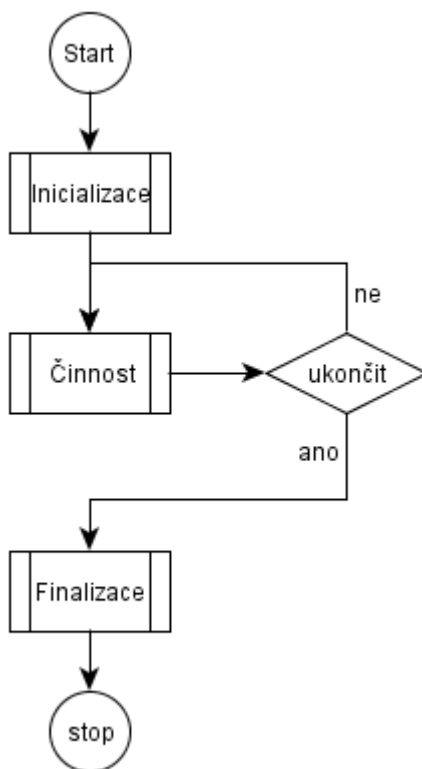 Start
Inicializace
ne
Činnost
ukončit
ano
Finalizace
stop